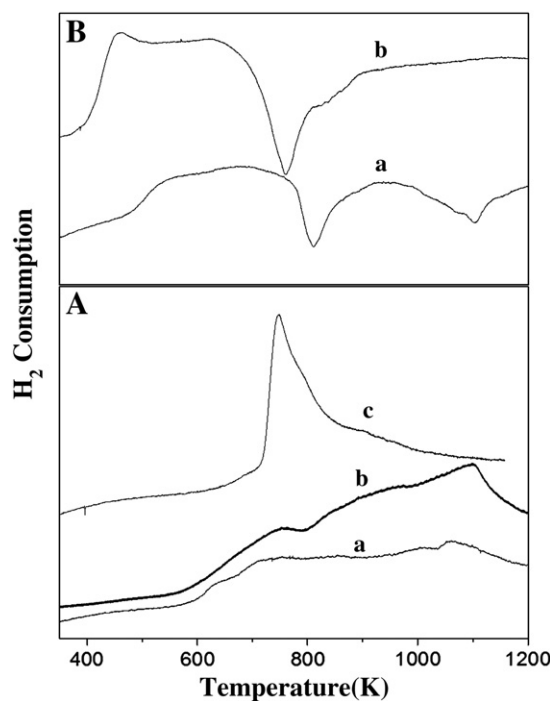 B
b
a
H2 Consumption
A
c
b
a
400
600
800
1000
1200
Temperature(K)